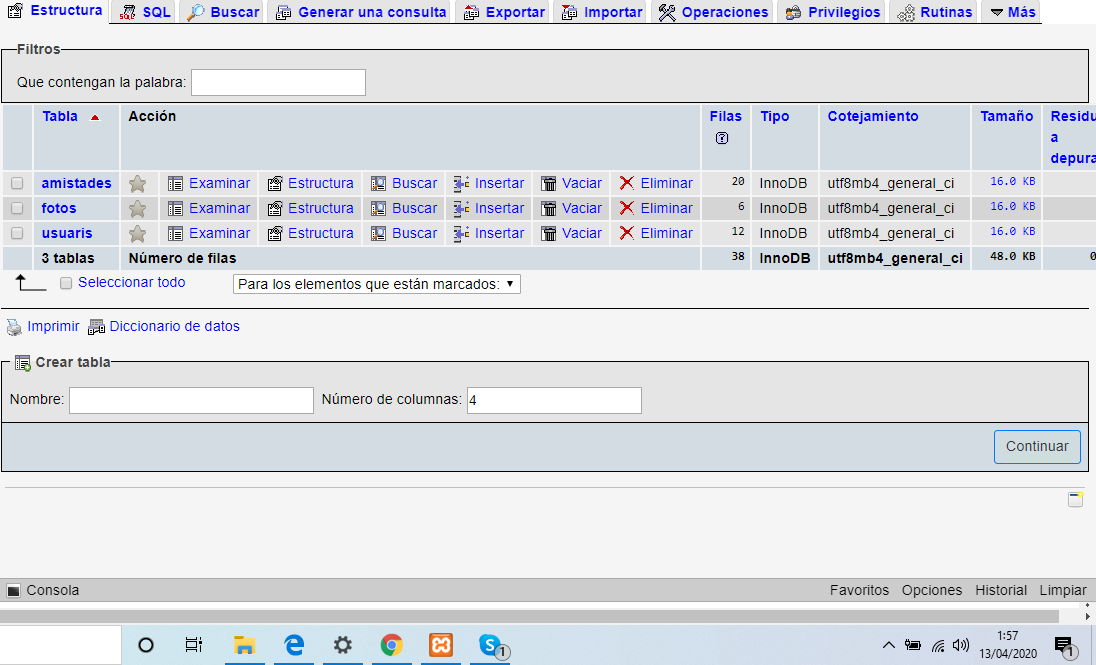 Estructura SQL Buscar Generar una consulta Exportar Importar Operaciones Privilegios Rutinas Más
Filtros
Que contengan la palabra:
Tabla Acción Filas Tipo Cotejamiento Tamaño Residu
a
depura
amistades Examinar Estructura Buscar Insertar Vaciar Eliminar 20 InnoDB utf8mb4_general_ci 16.0 KB
fotos Examinar Estructura Buscar Insertar Vaciar Eliminar 6 InnoDB utf8mb4_general_ci 16.0 KB
usuaris Examinar Estructura Buscar Insertar Vaciar Eliminar 12 InnoDB utf8mb4_general_ci 16.0 KB
3 tablas Número de filas 38 InnoDB utf8mb4_general_ci 48.0 KB 0
Seleccionar todo Para los elementos que están marcados:
Imprimir Diccionario de datos
Crear tabla
Nombre: Número de columnas: 4
Continuar
Consola Favoritos Opciones Historial Limpiar
1:57
13/04/2020
1
1